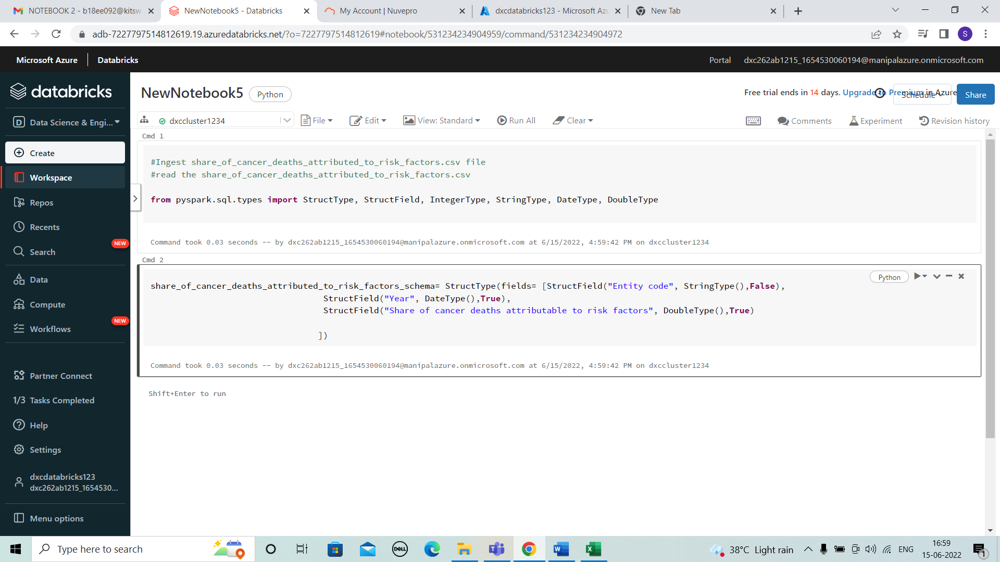 NOTEBOOK 2 - b18ee092@kitsw
NewNotebook5 - Databricks
My Account | Nuvepro
dxcdatabricks123 - Microsoft Azu
New Tab
adb-7227797514812619.19.azuredatabricks.net/?o=7227797514812619#notebook/531234234904959/command/531234234904972
S
Microsoft Azure
Databricks
Portal
dxc262ab1215_1654530060194@manipalazure.onmicrosoft.com
databricks
NewNotebook5
Python
Free trial ends in 14 days. Upgrade to Premium in Azure
Schedule
Share
D Data Science & Engi...
dxccluster1234
File
Edit
View: Standard
Run All
Clear
Comments
Experiment
Revision history
Create
Workspace
Repos
Recents
NEW
Search
Data
Compute
NEW
Workflows
Partner Connect
1/3 Tasks Completed
Help
Settings
dxcdatabricks123
dxc262ab1215_1654530...
Menu options
Cmd 1
#Ingest share_of_cancer_deaths_attributed_to_risk_factors.csv file
#read the share_of_cancer_deaths_attributed_to_risk_factors.csv
from pyspark.sql.types import StructType, StructField, IntegerType, StringType, DateType, DoubleType
Command took 0.03 seconds -- by dxc262ab1215_1654530060194@manipalazure.onmicrosoft.com at 6/15/2022, 4:59:42 PM on dxccluster1234
Cmd 2
Python
share_of_cancer_deaths_attributed_to_risk_factors_schema= StructType(fields= [StructField("Entity code", StringType(),False),
StructField("Year", DateType(),True),
StructField("Share of cancer deaths attributable to risk factors", DoubleType(),True)
])
Command took 0.03 seconds -- by dxc262ab1215_1654530060194@manipalazure.onmicrosoft.com at 6/15/2022, 4:59:42 PM on dxccluster1234
Shift+Enter to run
Type here to search
DELL
38°C Light rain
ENG
16:59
15-06-2022
1